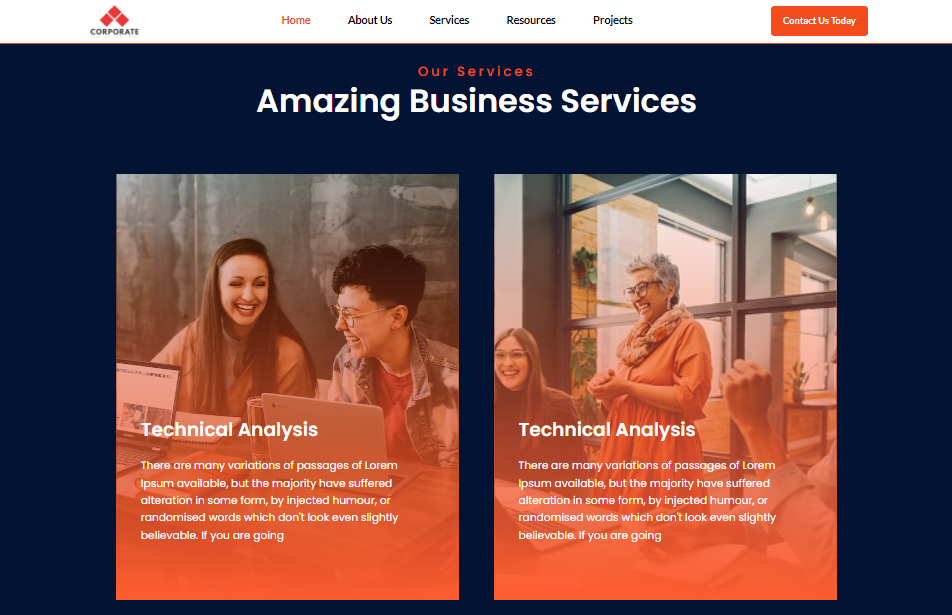 CORPORATE
Home
About Us
Services
Resources
Projects
Contact Us Today
Our Services
Amazing Business Services
Technical Analysis
There are many variations of passages of Lorem
Ipsum available, but the majority have suffered
alteration in some form, by injected humour, or
randomised words which don't look even slightly
believable. If you are going
Technical Analysis
There are many variations of passages of Lorem
Ipsum available, but the majority have suffered
alteration in some form, by injected humour, or
randomised words which don't look even slightly
believable. If you are going